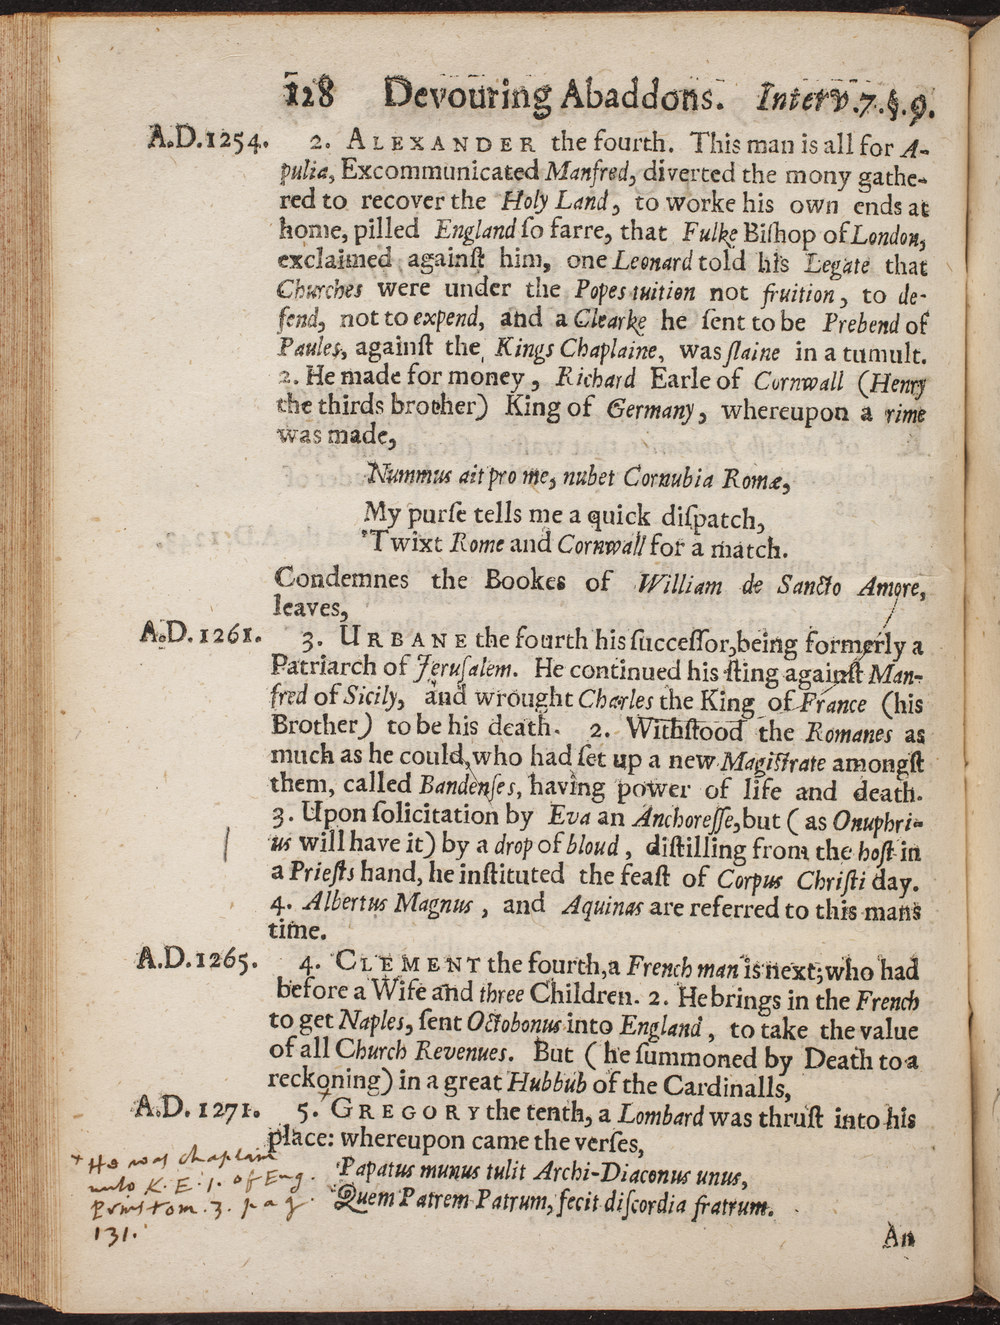 128 Devouring Abaddons. Interv.7.§.9.
A.D.1254. 2. ALEXANDER the fourth. This man is all for A-
pulia, Excommunicated Manfred, diverted the mony gathe-
red to recover the Holy Land, to worke his own ends at
home, pilled England ſo farre, that Fulke Biſhop of London,
exclaimed againſt him, one Leonard told his Legate that
Churches were under the Popes tuition not fruition, to de-
fend, not to expend, and a Clearke he ſent to be Prebend of
Paules, againſt the Kings Chaplaine, was ſlaine in a tumult.
2. He made for money, Richard Earle of Cornwall (Henry
the thirds brother) King of Germany, whereupon a rime
was made,
Nummus ait pro me, nubet Cornubia Romæ,
My purſe tells me a quick diſpatch,
'Twixt Rome and Cornwall for a match.
Condemnes the Bookes of William de Sancto Amore,
leaves,
A.D. 1261. 3. URBANE the fourth his ſucceſſor, being formerly a
Patriarch of Jeruſalem. He continued his ſting againſt Man-
fred of Sicily, and wrought Charles the King of France (his
Brother) to be his death. 2. Withſtood the Romanes as
much as he could, who had ſet up a new Magiſtrate amongſt
them, called Bandenſes, having power of life and death.
3. Upon ſolicitation by Eva an Anchoreſſe, but (as Onuphri-
us will have it) by a drop of bloud, diſtilling from the hoſt in
a Prieſts hand, he inſtituted the feaſt of Corpus Chriſti day.
4. Albertus Magnus, and Aquinas are referred to this mans
time.
A.D.1265. 4. CLEMENT the fourth, a French man is next; who had
before a Wife and three Children. 2. He brings in the French
to get Naples, ſent Octobonus into England, to take the value
of all Church Revenues. But (he ſummoned by Death to a
reckoning) in a great Hubbub of the Cardinalls,
A.D. 1271. 5. + GREGORY the tenth, a Lombard was thruſt into his
place: whereupon came the verſes,
Papatus munus tulit Archi-Diaconus unus,
Quem Patrem Patrum, fecit diſcordia fratrum.
An
+ He was chaplain
unto K. E. 1. of Eng.
Prins tom. 3. pag.
131.